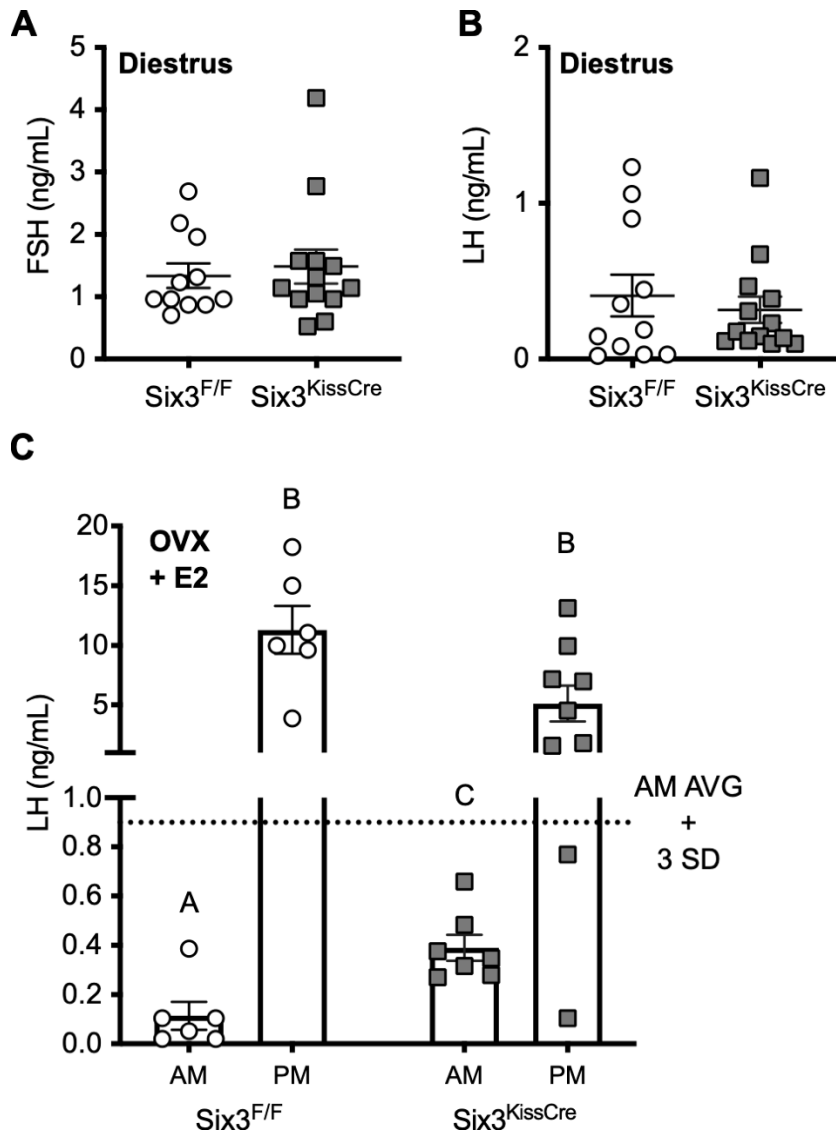 A
Diestrus
5
4
3
2
1
0
FSH (ng/mL)
Six3F/F
Six3KissCre
B
Diestrus
2
1
0
LH (ng/mL)
Six3F/F
Six3KissCre
C
OVX
+ E2
B
B
20
15
10
5
LH (ng/mL)
1.0
0.8
0.6
0.4
0.2
0.0
A
C
AM AVG
+
3 SD
AM
PM
AM
PM
Six3F/F
Six3KissCre